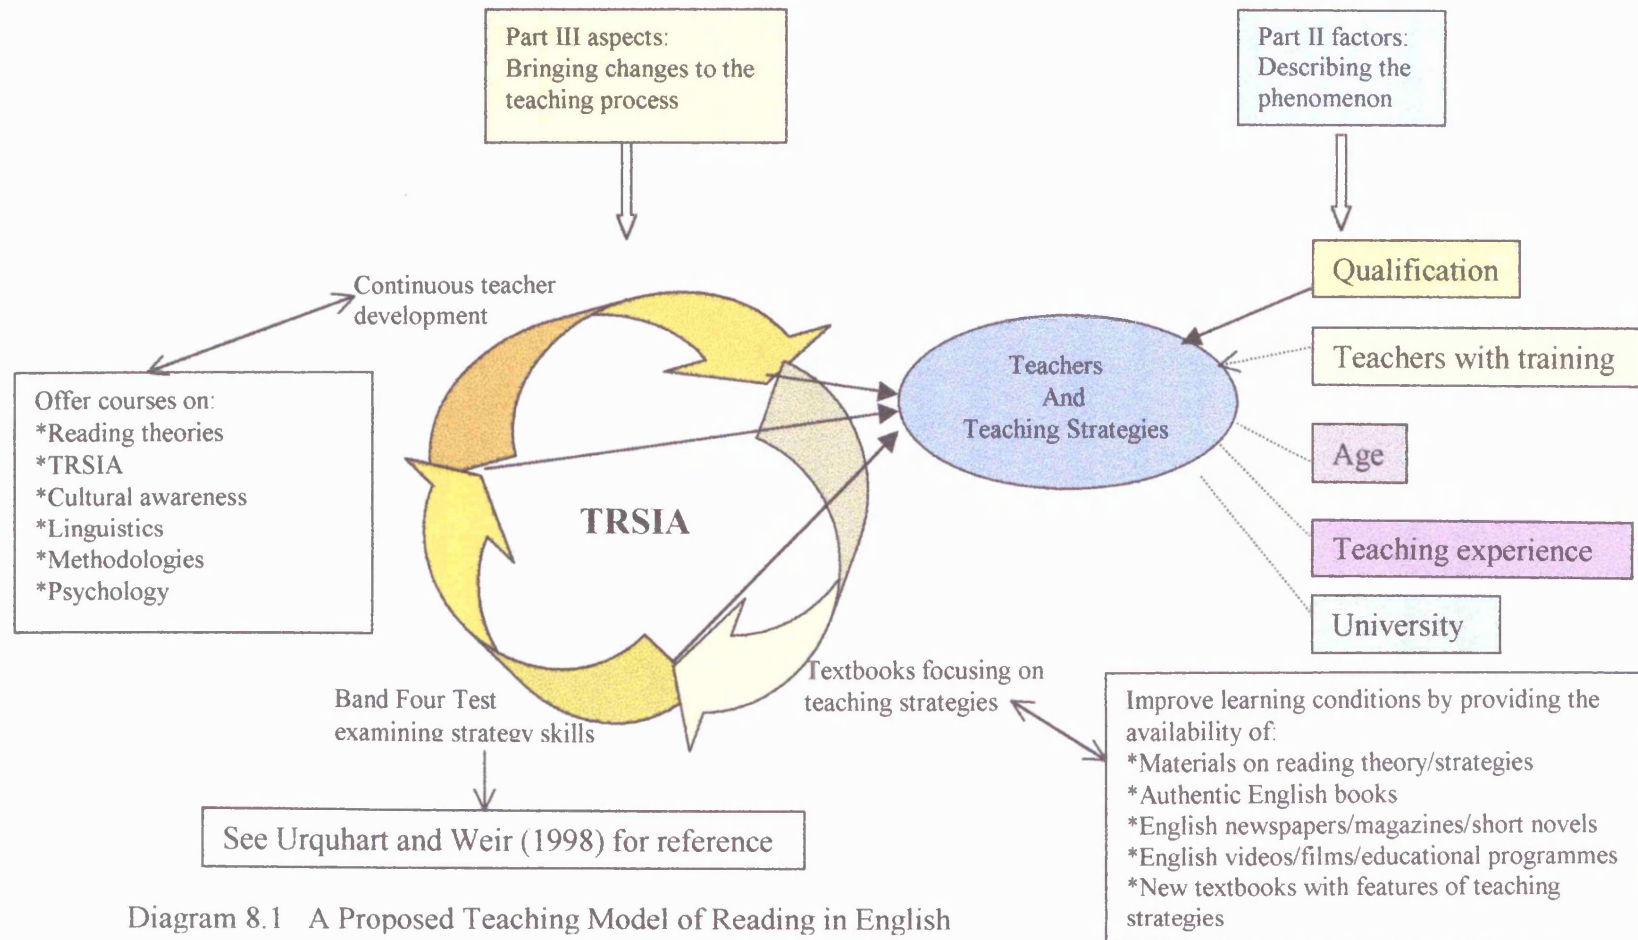 Part III aspects:
Bringing changes to the
teaching process
Part II factors:
Describing the
phenomenon
Continuous teacher
development
Qualification
Teachers with training
Age
Teaching experience
University
Teachers
And
Teaching Strategies
Offer courses on:
*Reading theories
*TRSIA
*Cultural awareness
*Linguistics
*Methodologies
*Psychology
TRSIA
Band Four Test
examining strategy skills
Textbooks focusing on
teaching strategies
See Urquhart and Weir (1998) for reference
Improve learning conditions by providing the
availability of:
*Materials on reading theory/strategies
*Authentic English books
*English newspapers/magazines/short novels
*English videos/films/educational programmes
*New textbooks with features of teaching
strategies
Diagram 8.1 A Proposed Teaching Model of Reading in English